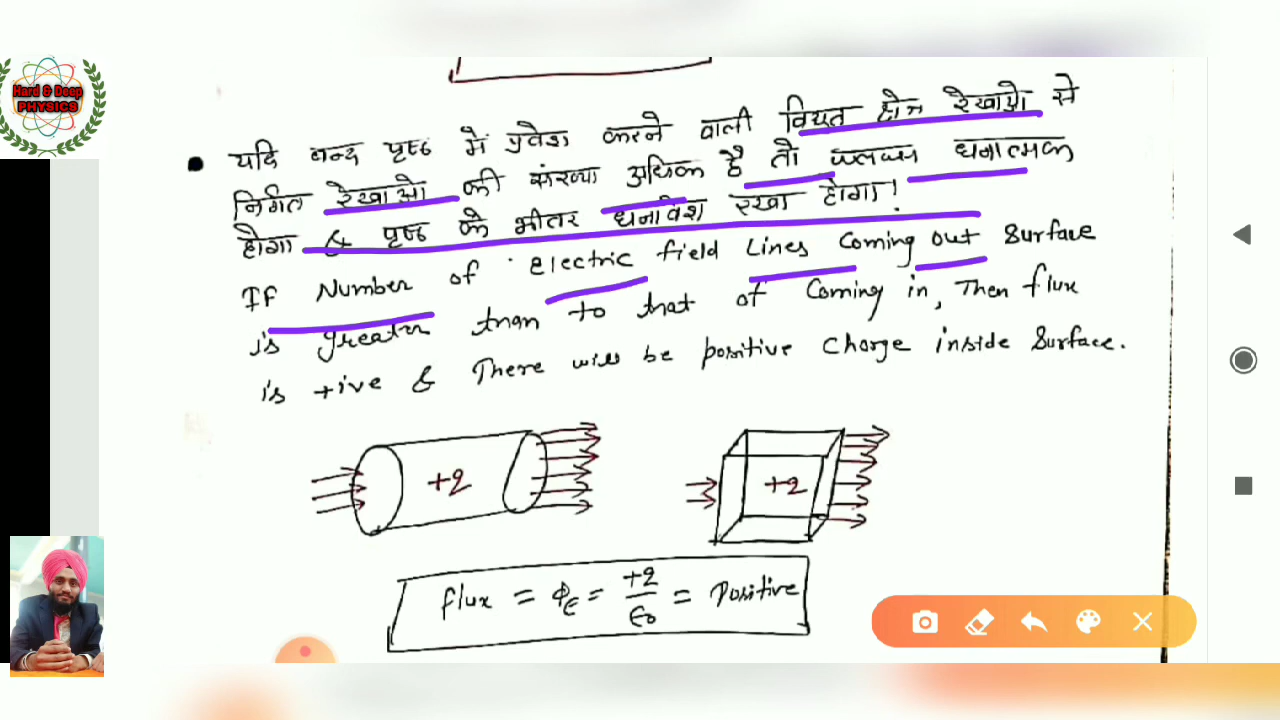 Hard & Deep
PHYSICS
यदि बन्द पृष्ठ में प्रवेश करने वाली विद्युत क्षेत्र रेखाओ से
निर्गत रेखाओ की संख्या अधिक है तो फ्लक्स धनात्मक
होगा & पृष्ठ के भीतर धनावेश रखा होगा!
If Number of Electric field Lines Coming out Surface
is greater than to that of Coming in, Then flux
is +ive & There will be positive Charge inside Surface.
+q
+q
flux = ϕE = +q/ϵ0 = Positive